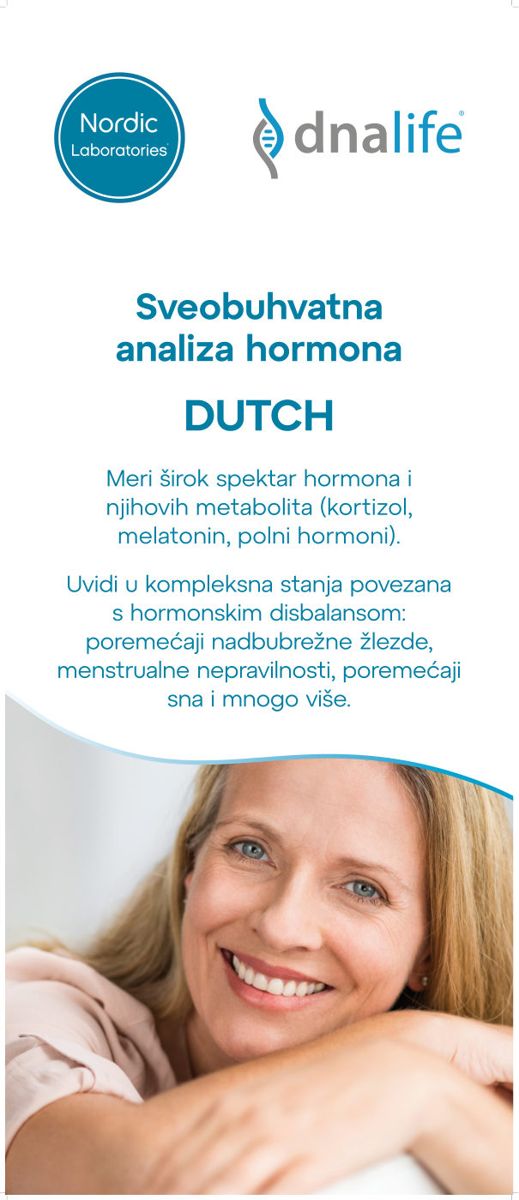 Nordic
Laboratories®
dnalife®
Sveobuhvatna
analiza hormona
DUTCH
Meri širok spektar hormona i
njihovih metabolita (kortizol,
melatonin, polni hormoni).
Uvidi u kompleksna stanja povezana
s hormonskim disbalansom:
poremećaji nadbubrežne žlezde,
menstrualne nepravilnosti, poremećaji
sna i mnogo više.